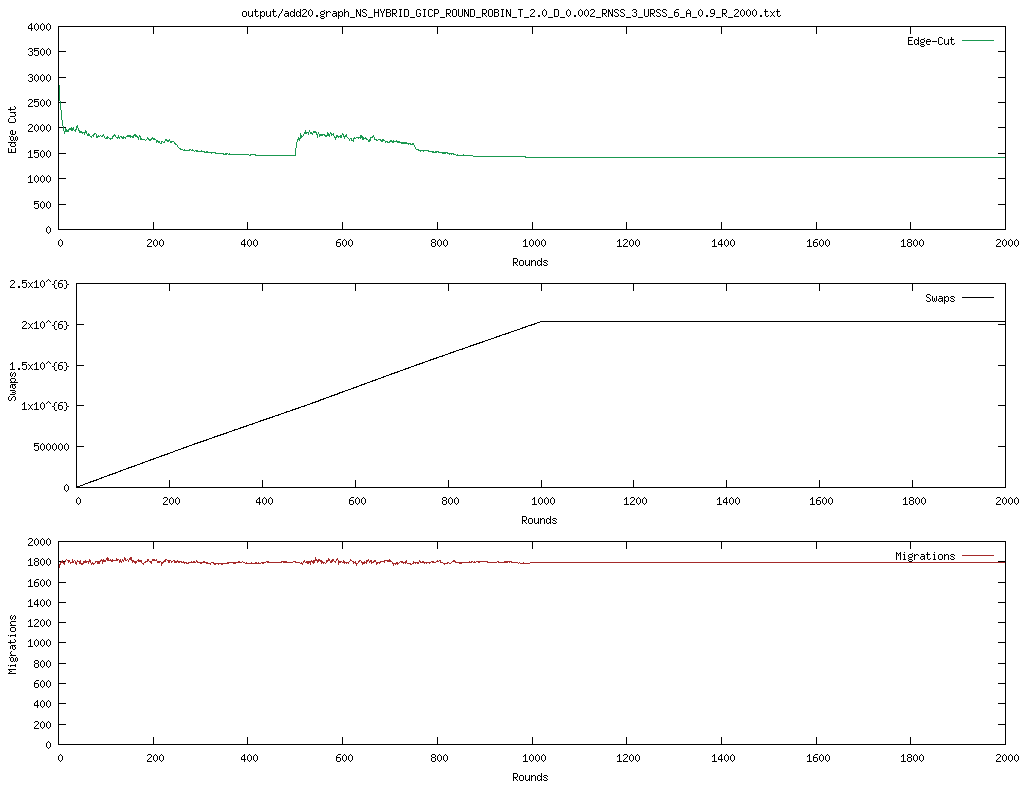 output/add20.graph_NS_HYBRID_GICP_ROUND_ROBIN_T_2.0_D_0.002_RNSS_3_URSS_6_A_0.9_R_2000.txt
Edge-Cut
4000
3500
3000
2500
2000
1500
1000
500
0
Edge Cut
0 200 400 600 800 1000 1200 1400 1600 1800 2000
Rounds
Swaps
2.5x10^{6}
2x10^{6}
1.5x10^{6}
1x10^{6}
500000
0
Swaps
0 200 400 600 800 1000 1200 1400 1600 1800 2000
Rounds
Migrations
2000
1800
1600
1400
1200
1000
800
600
400
200
0
Migrations
0 200 400 600 800 1000 1200 1400 1600 1800 2000
Rounds